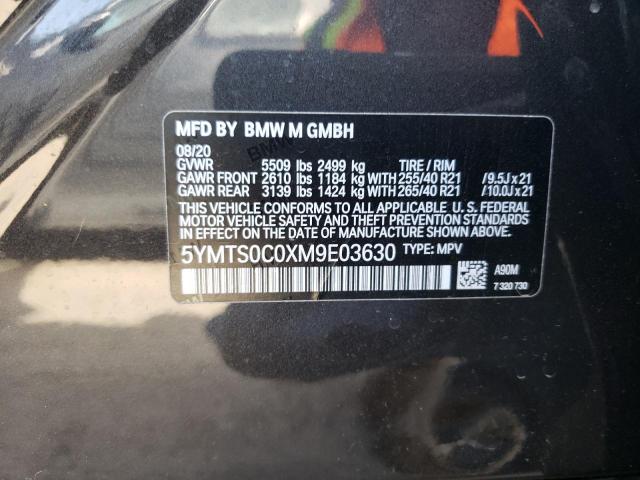 MFD BY BMW M GMBH
08/20
GVWR 5509 lbs 2499 kg TIRE / RIM
GAWR FRONT 2610 lbs 1184 kg WITH 255/40 R21 / 9.5J x 21
GAWR REAR 3139 lbs 1424 kg WITH 265/40 R21 / 10.0J x 21
THIS VEHICLE CONFORMS TO ALL APPLICABLE U. S. FEDERAL
MOTOR VEHICLE SAFETY AND THEFT PREVENTION STANDARDS
IN EFFECT ON THE DATE OF MANUFACTURE SHOWN ABOVE.
5YMTS0C0XM9E03630 TYPE: MPV
A90M
7 320 730